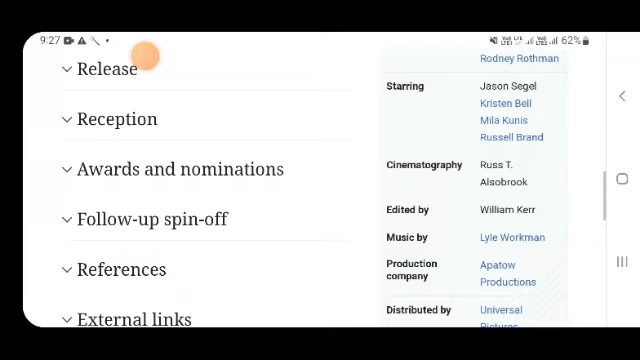 9:27
62%
Release
Reception
Awards and nominations
Follow-up spin-off
References
External links
Rodney Rothman
Starring
Jason Segel
Kristen Bell
Mila Kunis
Russell Brand
Cinematography
Russ T.
Alsobrook
Edited by
William Kerr
Music by
Lyle Workman
Production
company
Apatow
Productions
Distributed by
Universal
Pictures